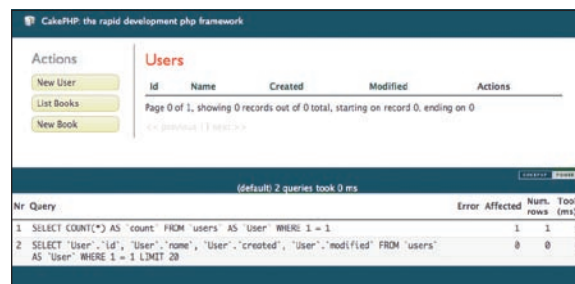 CakePHP: the rapid development php framework
Actions
New User
List Books
New Book
Users
Id Name Created Modified Actions
Page 0 of 1, showing 0 records out of 0 total, starting on record 0, ending on 0
<< previous | | next >>
(default) 2 queries took 0 ms
Nr Query Error Affected Num. rows Took (ms)
1 SELECT COUNT(*) AS `count` FROM `users` AS `User` WHERE 1 = 1 1 1
2 SELECT `User`.`id`, `User`.`name`, `User`.`created`, `User`.`modified` FROM `users` 0 0
AS `User` WHERE 1 = 1 LIMIT 20